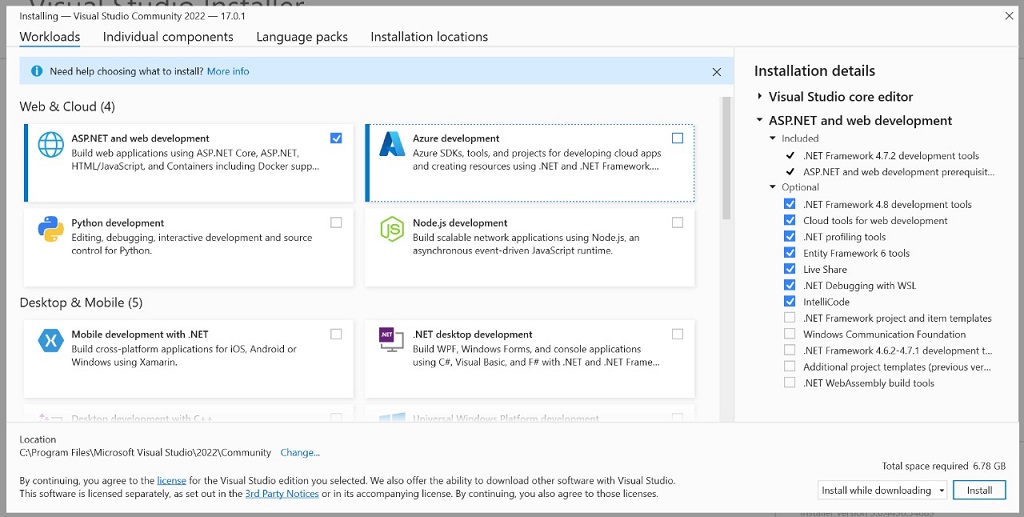 Visual Studio Installer
Installing — Visual Studio Community 2022 — 17.0.1
Workloads
Individual components
Language packs
Installation locations
Need help choosing what to install? More info
Web & Cloud (4)
ASP.NET and web development
Build web applications using ASP.NET Core, ASP.NET,
HTML/JavaScript, and Containers including Docker supp...
Azure development
Azure SDKs, tools, and projects for developing cloud apps
and creating resources using .NET and .NET Framework....
Python development
Editing, debugging, interactive development and source
control for Python.
Node.js development
Build scalable network applications using Node.js, an
asynchronous event-driven JavaScript runtime.
Desktop & Mobile (5)
Mobile development with .NET
Build cross-platform applications for iOS, Android or
Windows using Xamarin.
.NET
.NET desktop development
Build WPF, Windows Forms, and console applications
using C#, Visual Basic, and F# with .NET and .NET Frame...
Desktop development with C++
Universal Windows Platform development
Installation details
Visual Studio core editor
ASP.NET and web development
Included
.NET Framework 4.7.2 development tools
ASP.NET and web development prerequisit...
Optional
.NET Framework 4.8 development tools
Cloud tools for web development
.NET profiling tools
Entity Framework 6 tools
Live Share
.NET Debugging with WSL
IntelliCode
.NET Framework project and item templates
Windows Communication Foundation
.NET Framework 4.6.2-4.7.1 development t...
Additional project templates (previous ver...
.NET WebAssembly build tools
Location
C:\Program Files\Microsoft Visual Studio\2022\Community Change...
By continuing, you agree to the license for the Visual Studio edition you selected. We also offer the ability to download other software with Visual Studio.
This software is licensed separately, as set out in the 3rd Party Notices or in its accompanying license. By continuing, you also agree to those licenses.
Total space required 6.78 GB
Install while downloading
Install